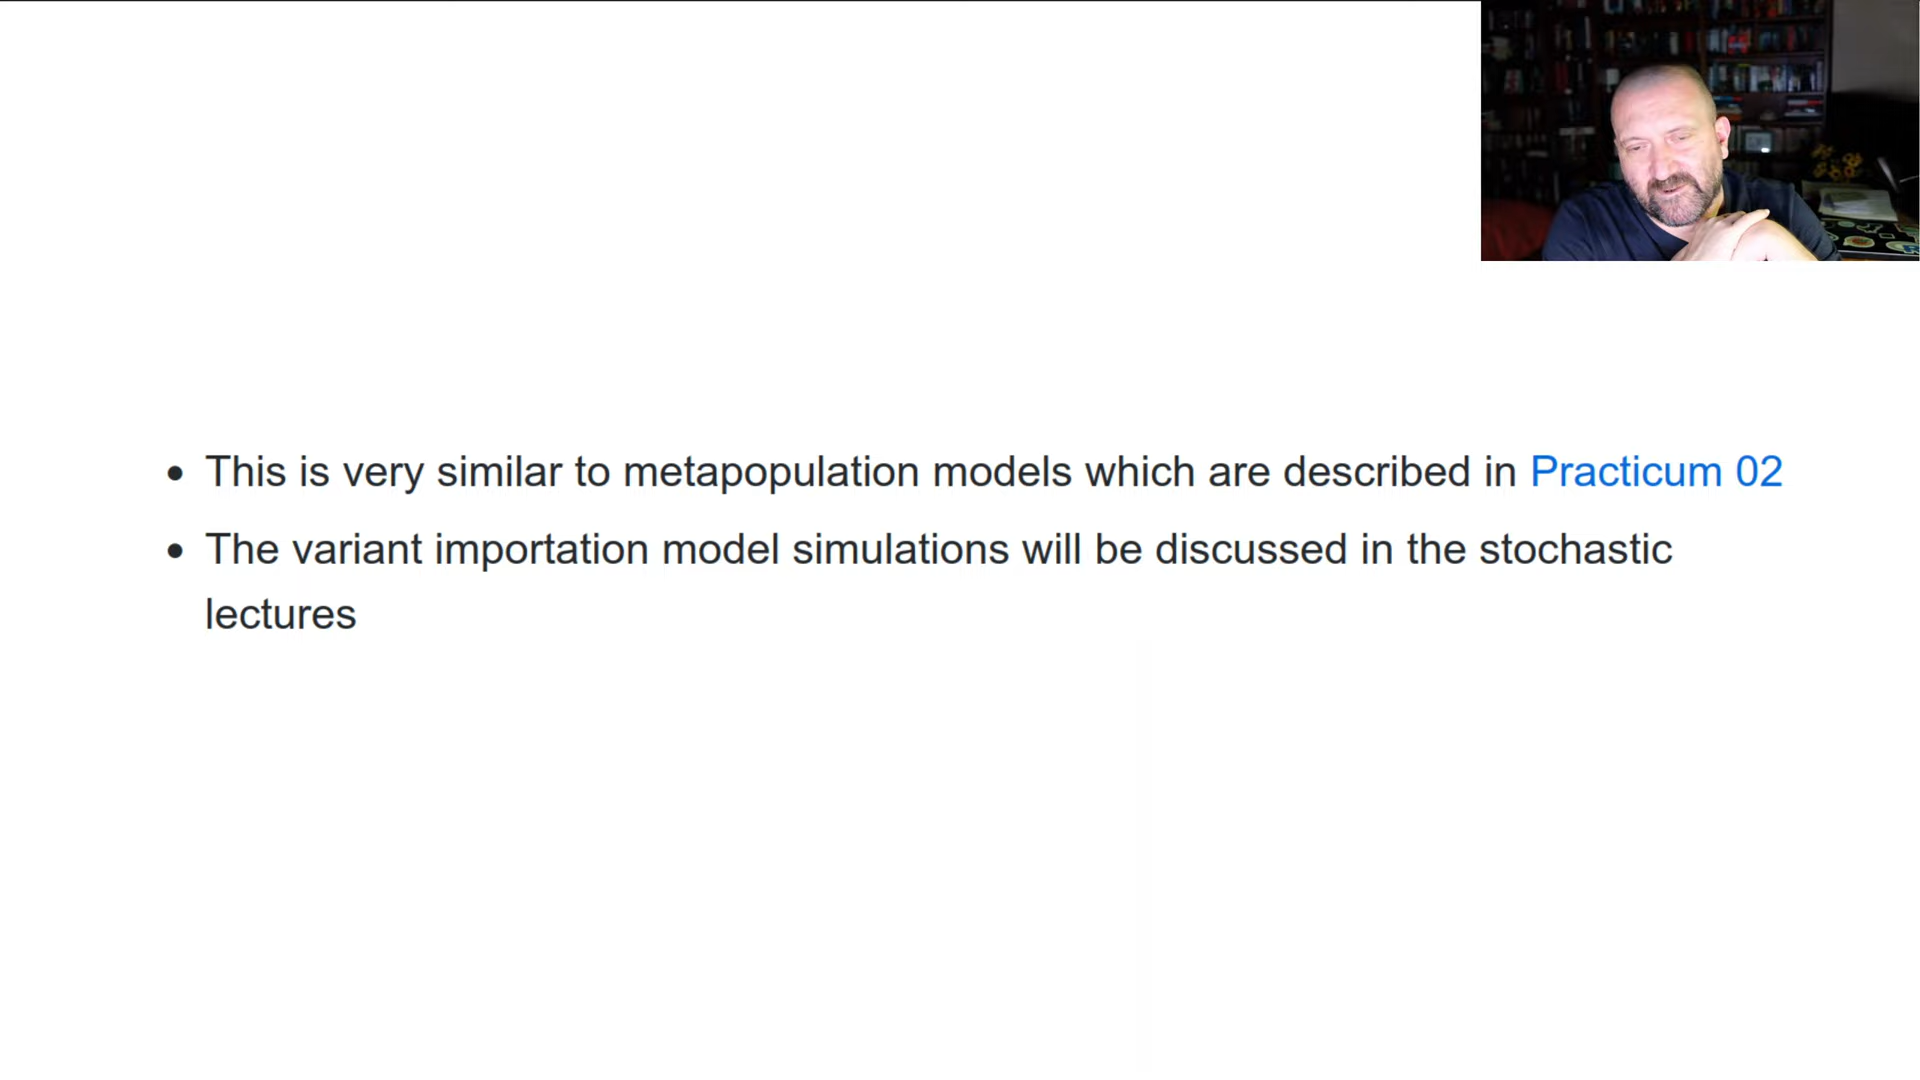 This is very similar to metapopulation models which are described in Practicum 02
The variant importation model simulations will be discussed in the stochastic
lectures